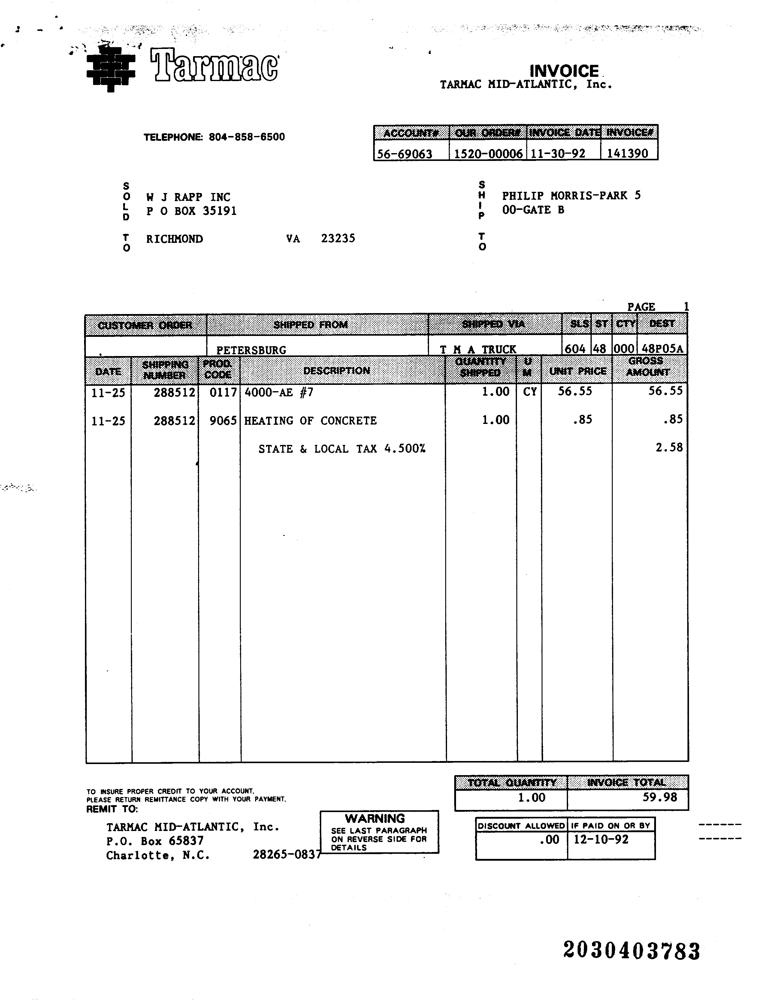 Tarmac
INVOICE
TARMAC MID-ATLANTIC, Inc.
TELEPHONE: 804-858-6500
ACCOUNT# OUR ORDER# INVOICE DATE INVOICE#
56-69063 1520-00006 11-30-92 141390
SOLD TO
W J RAPP INC
P O BOX 35191
RICHMOND VA 23235
SHIP TO
PHILIP MORRIS-PARK 5
00-GATE B
PAGE 1
CUSTOMER ORDER SHIPPED FROM SHIPPED VIA SLS ST CTY DEST
PETERSBURG T M A TRUCK 604 48 000 48P05A
DATE SHIPPING NUMBER PROD. CODE DESCRIPTION QUANTITY SHIPPED U M UNIT PRICE GROSS AMOUNT
11-25 288512 0117 4000-AE #7 1.00 CY 56.55 56.55
11-25 288512 9065 HEATING OF CONCRETE 1.00 .85 .85
STATE & LOCAL TAX 4.500% 2.58
TOTAL QUANTITY INVOICE TOTAL
1.00 59.98
TO INSURE PROPER CREDIT TO YOUR ACCOUNT,
PLEASE RETURN REMITTANCE COPY WITH YOUR PAYMENT.
REMIT TO:
TARMAC MID-ATLANTIC, Inc.
P.O. Box 65837
Charlotte, N.C. 28265-0837
WARNING
SEE LAST PARAGRAPH
ON REVERSE SIDE FOR
DETAILS
DISCOUNT ALLOWED IF PAID ON OR BY
.00 12-10-92
2030403783